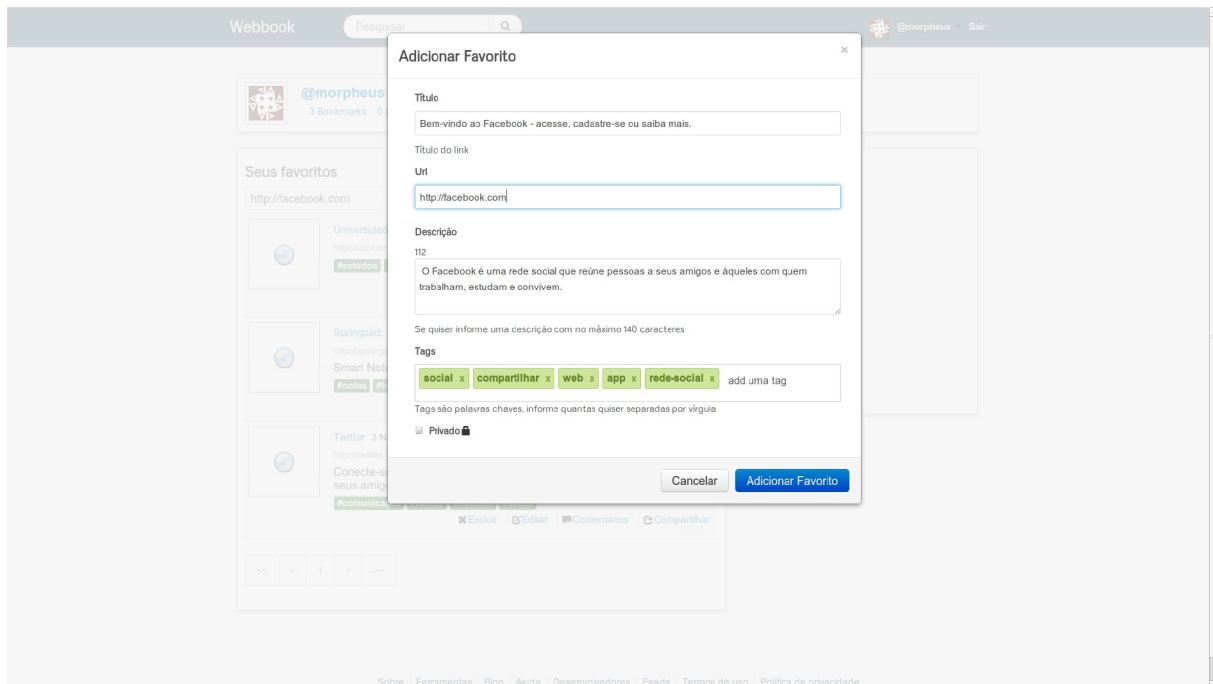 Webbook
Pesquisar
@morpheus
Sair
Adicionar Favorito
×
@morpheus
3 Bookmarks 0
Título
Bem-vindo ao Facebook - acesse, cadastre-se ou saiba mais.
Título do link
Seus favoritos
Url
http://facebook.com
http://facebook.com
Descrição
112
O Facebook é uma rede social que reúne pessoas a seus amigos e àqueles com quem
trabalham, estudam e convivem.
#estudos
Se quiser informe uma descrição com no máximo 140 caracteres
Springpad:
Tags
Smart
social x compartilhar x web x app x rede-social x add uma tag
#notas
Tags são palavras chaves, informe quantas quiser separadas por vírgula
Privado
Twitter 3
Conecte-se
seus
Cancelar Adicionar Favorito
Excluir Editar Comentários Compartilhar
<< < 1 > >>
Sobre Ferramentas Blog Ajuda Desenvolvedores Feeds Termos de uso Política de privacidade